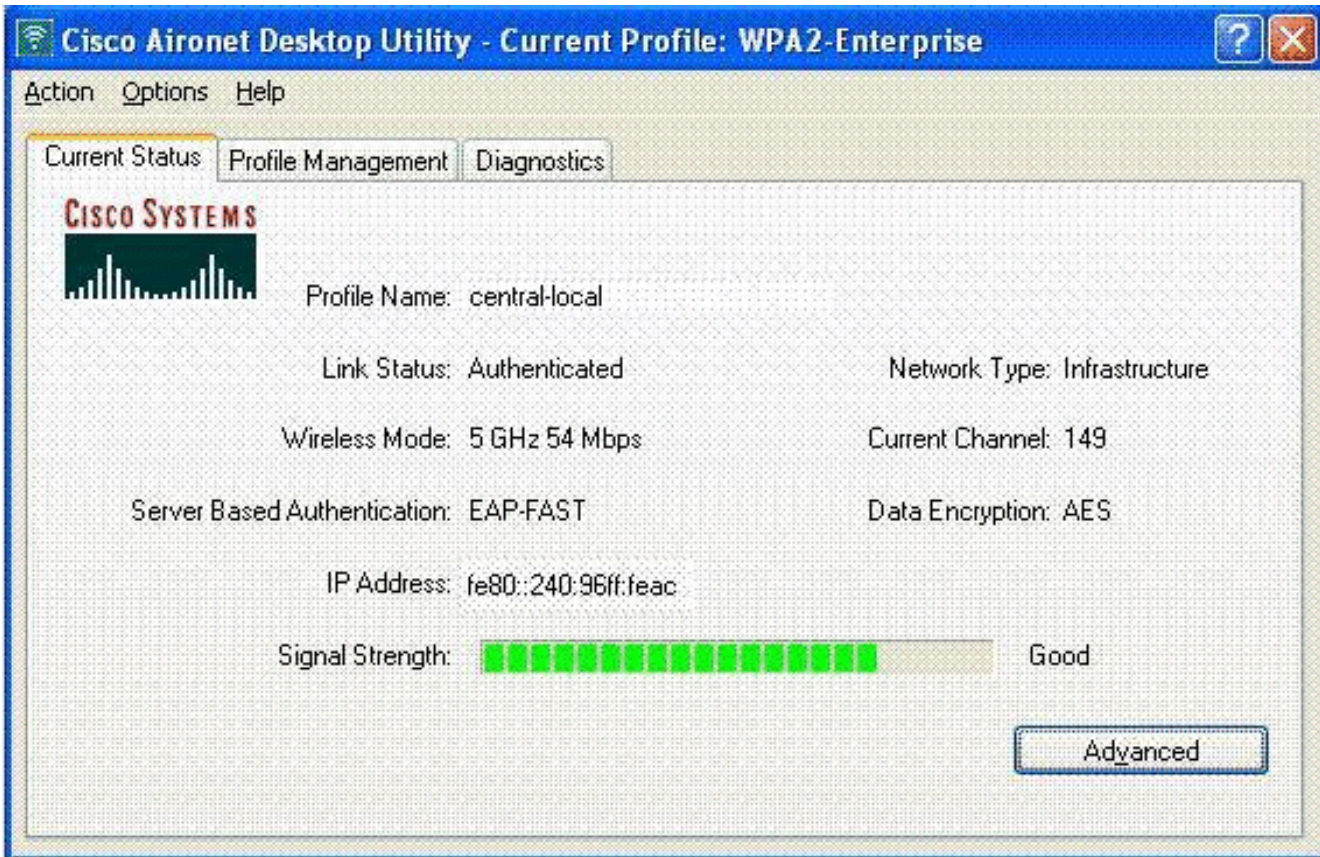 Cisco Aironet Desktop Utility - Current Profile: WPA2-Enterprise
Action Options Help
Current Status Profile Management Diagnostics
CISCO SYSTEMS
Profile Name: central-local
Link Status: Authenticated Network Type: Infrastructure
Wireless Mode: 5 GHz 54 Mbps Current Channel: 149
Server Based Authentication: EAP-FAST Data Encryption: AES
IP Address: fe80::240:96ff:feac
Signal Strength: Good
Advanced